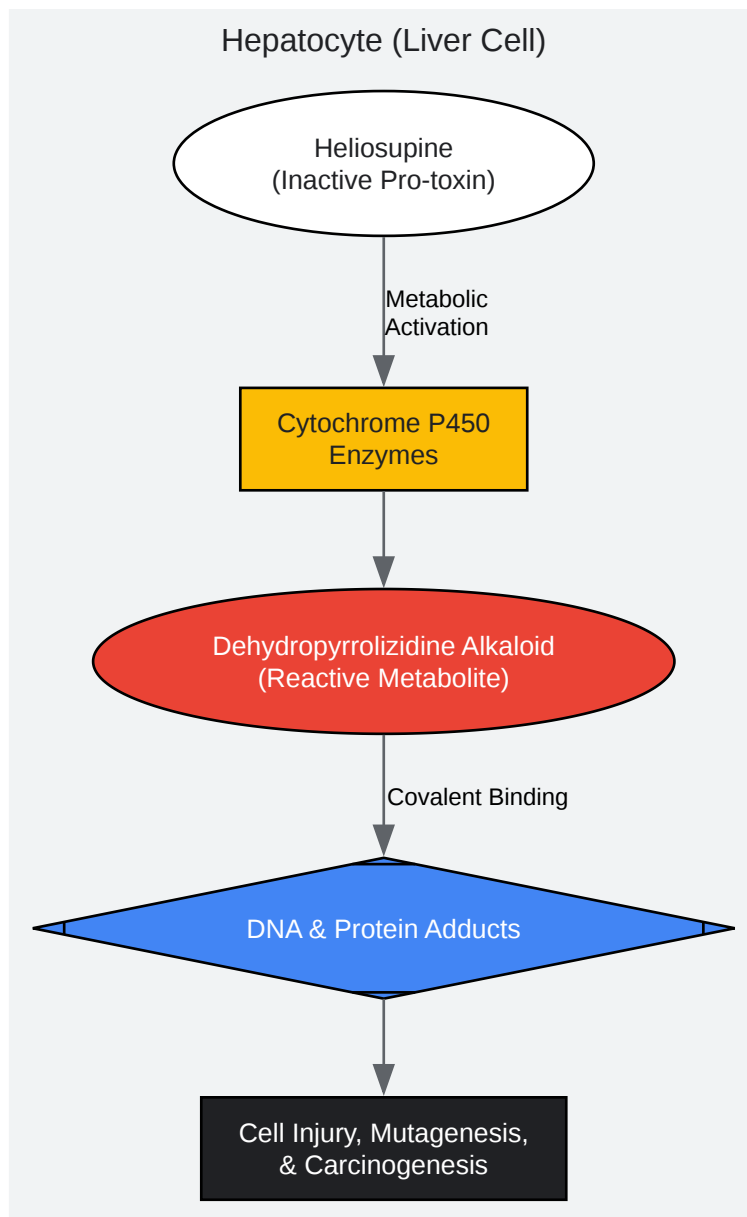 Hepatocyte (Liver Cell)
Heliosupine
(Inactive Pro-toxin)
Metabolic
Activation
Cytochrome P450
Enzymes
Dehydropyrrolizidine Alkaloid
(Reactive Metabolite)
Covalent Binding
DNA & Protein Adducts
Cell Injury, Mutagenesis,
& Carcinogenesis